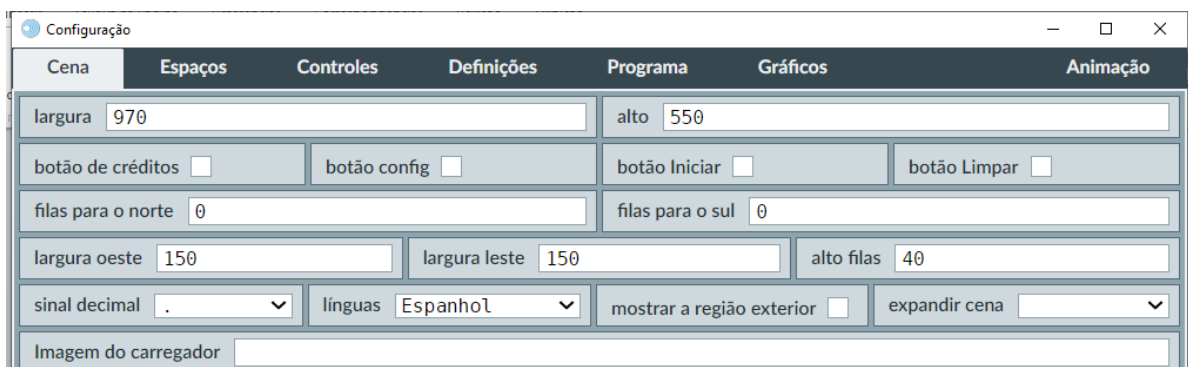 Configuração
Cena Espaços Controles Definições Programa Gráficos Animação
largura 970 alto 550
botão de créditos botão config botão Iniciar botão Limpar
filas para o norte 0 filas para o sul 0
largura oeste 150 largura leste 150 alto filas 40
sinal decimal . línguas Espanhol mostrar a região exterior expandir cena
Imagem do carregador